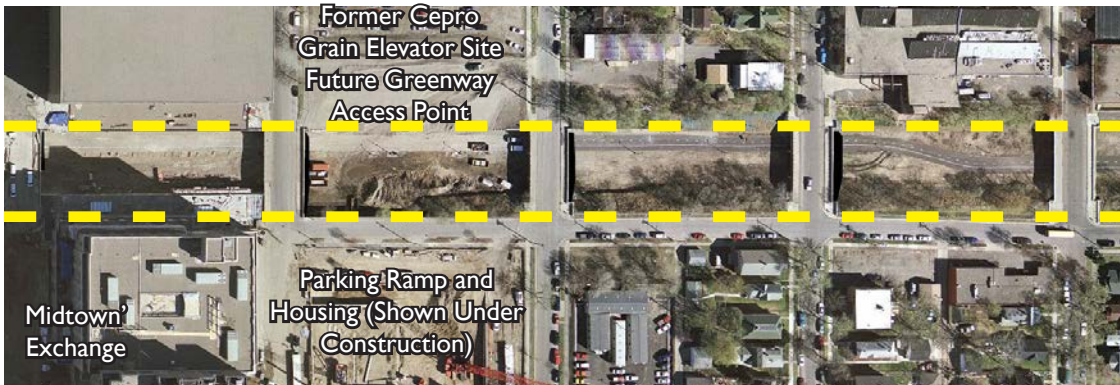 Former Cepro
Grain Elevator Site
Future Greenway
Access Point
Parking Ramp and
Housing (Shown Under
Construction)
Midtown’
Exchange